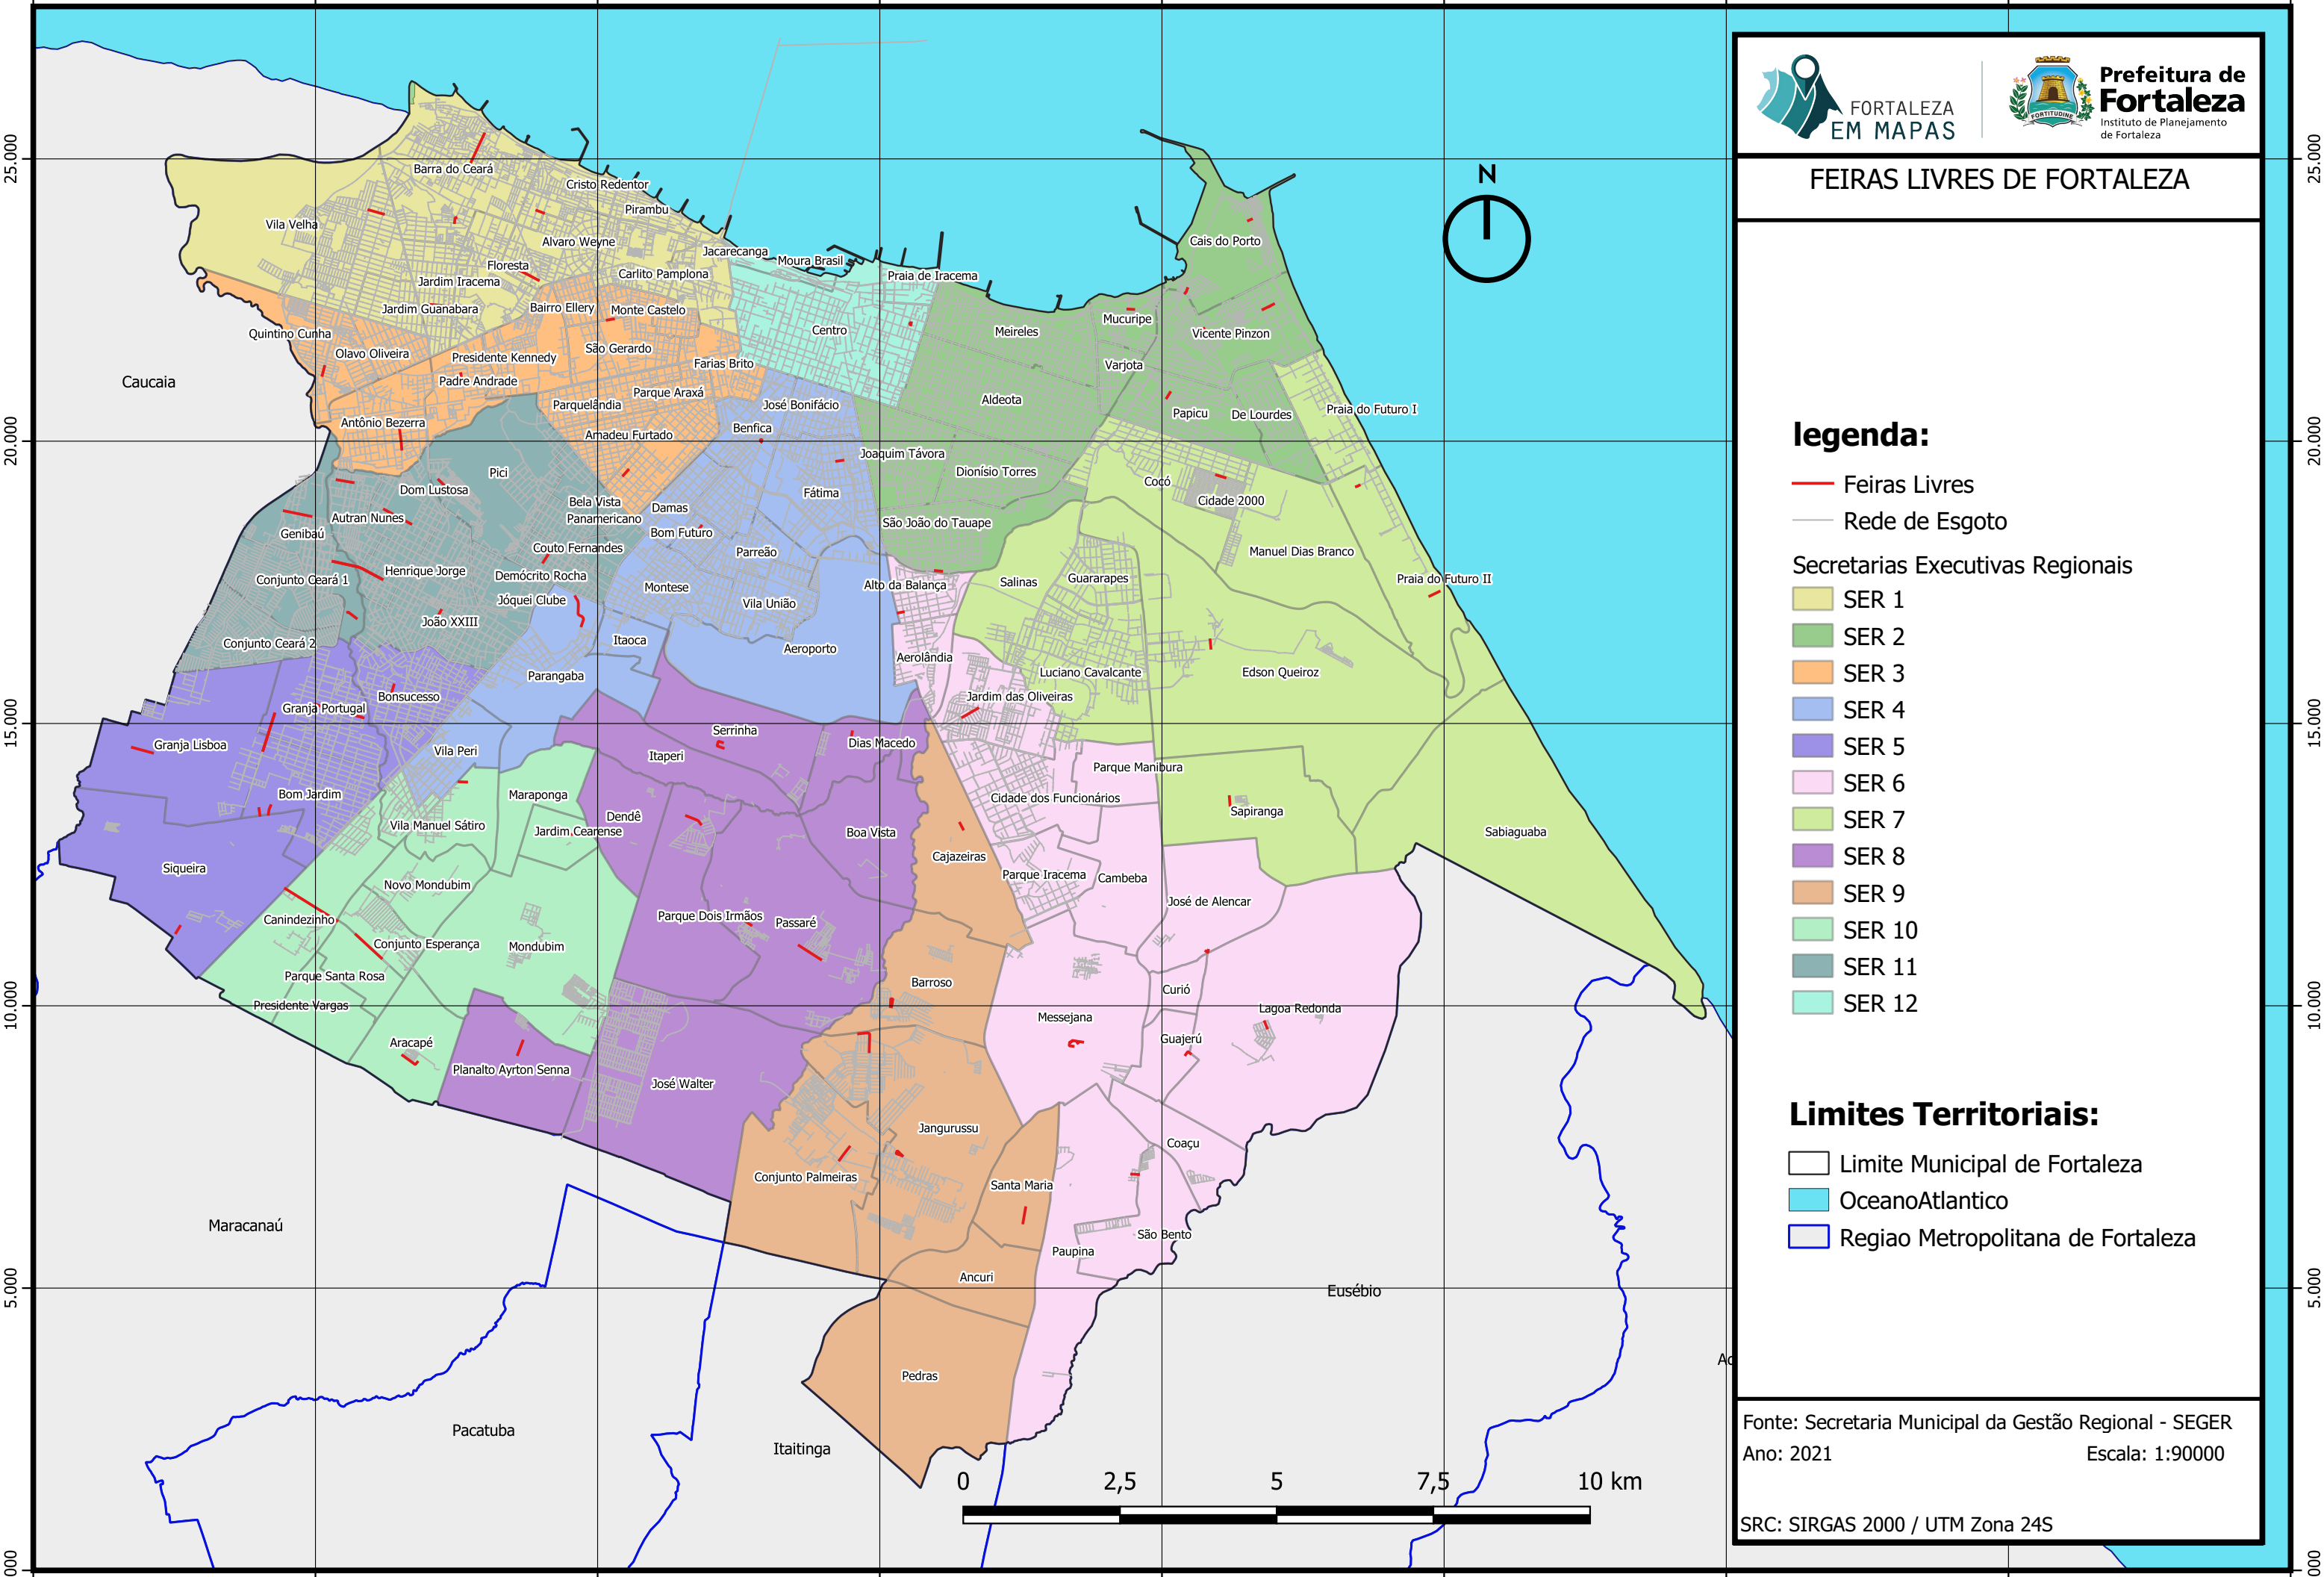 FORTALEZA
EM MAPAS
Prefeitura de
Fortaleza
Instituto de Planejamento
de Fortaleza
FORTITUDINE
FEIRAS LIVRES DE FORTALEZA
N
legenda:
Feiras Livres
Rede de Esgoto
Secretarias Executivas Regionais
SER 1
SER 2
SER 3
SER 4
SER 5
SER 6
SER 7
SER 8
SER 9
SER 10
SER 11
SER 12
Limites Territoriais:
Limite Municipal de Fortaleza
OceanoAtlantico
Regiao Metropolitana de Fortaleza
Fonte: Secretaria Municipal da Gestão Regional - SEGER
Ano: 2021
Escala: 1:90000
SRC: SIRGAS 2000 / UTM Zona 24S
25.000
20.000
15.000
10.000
5.000
000
25.000
20.000
15.000
10.000
5.000
000
Barra do Ceará
Cristo Redentor
Pirambu
Vila Velha
Alvaro Weyne
Jacarecanga
Moura Brasil
Floresta
Carlito Pamplona
Praia de Iracema
Cais do Porto
Jardim Iracema
Jardim Guanabara
Bairro Ellery
Monte Castelo
Quintino Cunha
Centro
Meireles
Mucuripe
Vicente Pinzon
Olavo Oliveira
Presidente Kennedy
São Gerardo
Farias Brito
Varjota
Caucaia
Padre Andrade
Parque Araxá
Aldeota
Parquelândia
José Bonifácio
Papicu
De Lourdes
Praia do Futuro I
Antônio Bezerra
Amadeu Furtado
Benfica
Joaquim Távora
Dionísio Torres
Pici
Cocó
Dom Lustosa
Fátima
Cidade 2000
Bela Vista
Damas
Autran Nunes
Panamericano
São João do Tauape
Genibaú
Bom Futuro
Couto Fernandes
Parreão
Manuel Dias Branco
Henrique Jorge
Demócrito Rocha
Conjunto Ceará 1
Montese
Alto da Balança
Salinas
Guararapes
Praia do Futuro II
Jóquei Clube
Vila União
João XXIII
Itaoca
Conjunto Ceará 2
Aeroporto
Aerolândia
Parangaba
Luciano Cavalcante
Edson Queiroz
Bonsucesso
Jardim das Oliveiras
Granja Portugal
Serrinha
Granja Lisboa
Vila Peri
Itaperi
Dias Macedo
Parque Manibura
Bom Jardim
Maraponga
Cidade dos Funcionários
Vila Manuel Sátiro
Dendê
Jardim Cearense
Boa Vista
Sapiranga
Sabiaguaba
Siqueira
Cajazeiras
Novo Mondubim
Parque Iracema
Cambeba
Canindezinho
Parque Dois Irmãos
Passaré
José de Alencar
Conjunto Esperança
Mondubim
Parque Santa Rosa
Barroso
Curió
Presidente Vargas
Messejana
Lagoa Redonda
Aracapé
Guajerú
Planalto Ayrton Senna
José Walter
Jangurussu
Coaçu
Conjunto Palmeiras
Santa Maria
Maracanaú
São Bento
Paupina
Ancuri
Eusébio
Pedras
Pacatuba
Itaitinga
0 2,5 5 7,5 10 km